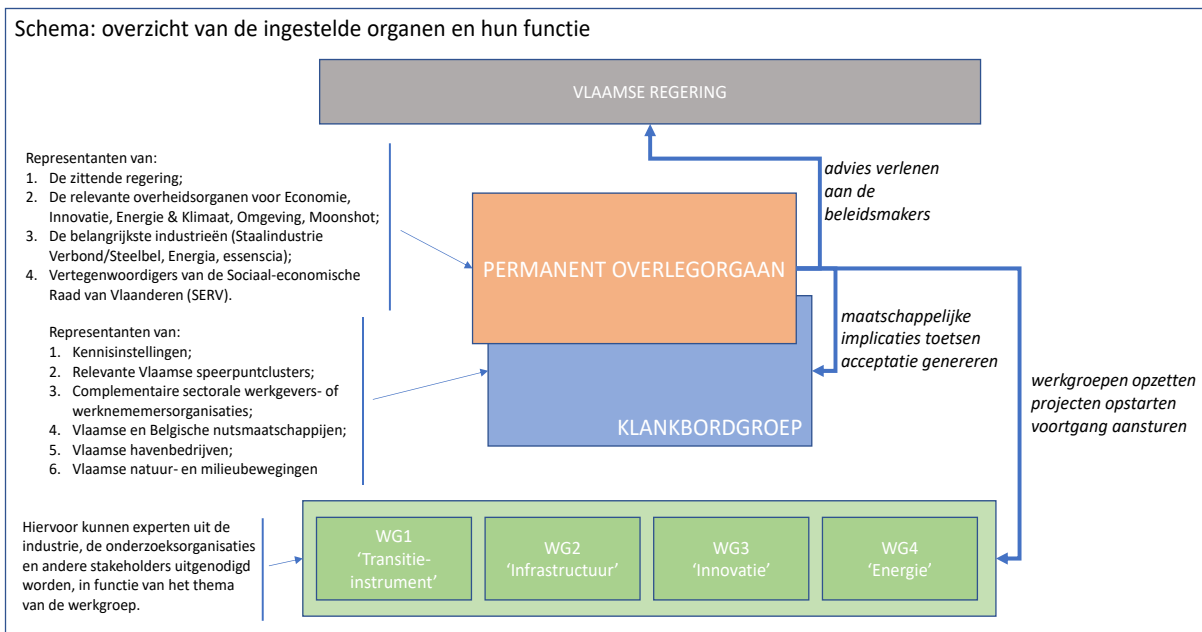 Schema: overzicht van de ingestelde organen en hun functie
VLAAMSE REGERING
Representanten van:
1. De zittende regering;
2. De relevante overheidsorganen voor Economie,
Innovatie, Energie & Klimaat, Omgeving, Moonshot;
3. De belangrijkste industrieën (Staalindustrie
Verbond/Steelbel, Energia, essenscia);
4. Vertegenwoordigers van de Sociaal-economische
Raad van Vlaanderen (SERV).
advies verlenen
aan de
beleidsmakers
PERMANENT OVERLEGORGAAN
Representanten van:
1. Kennisinstellingen;
2. Relevante Vlaamse speerpuntclusters;
3. Complementaire sectorale werkgevers- of
werknememersorganisaties;
4. Vlaamse en Belgische nutsmaatschappijen;
5. Vlaamse havenbedrijven;
6. Vlaamse natuur- en milieubewegingen
maatschappelijke
implicaties toetsen
acceptatie genereren
KLANKBORDGROEP
werkgroepen opzetten
projecten opstarten
voortgang aansturen
Hiervoor kunnen experten uit de
industrie, de onderzoeksorganisaties
en andere stakeholders uitgenodigd
worden, in functie van het thema
van de werkgroep.
WG1
‘Transitie-
instrument’
WG2
‘Infrastructuur’
WG3
‘Innovatie’
WG4
‘Energie’